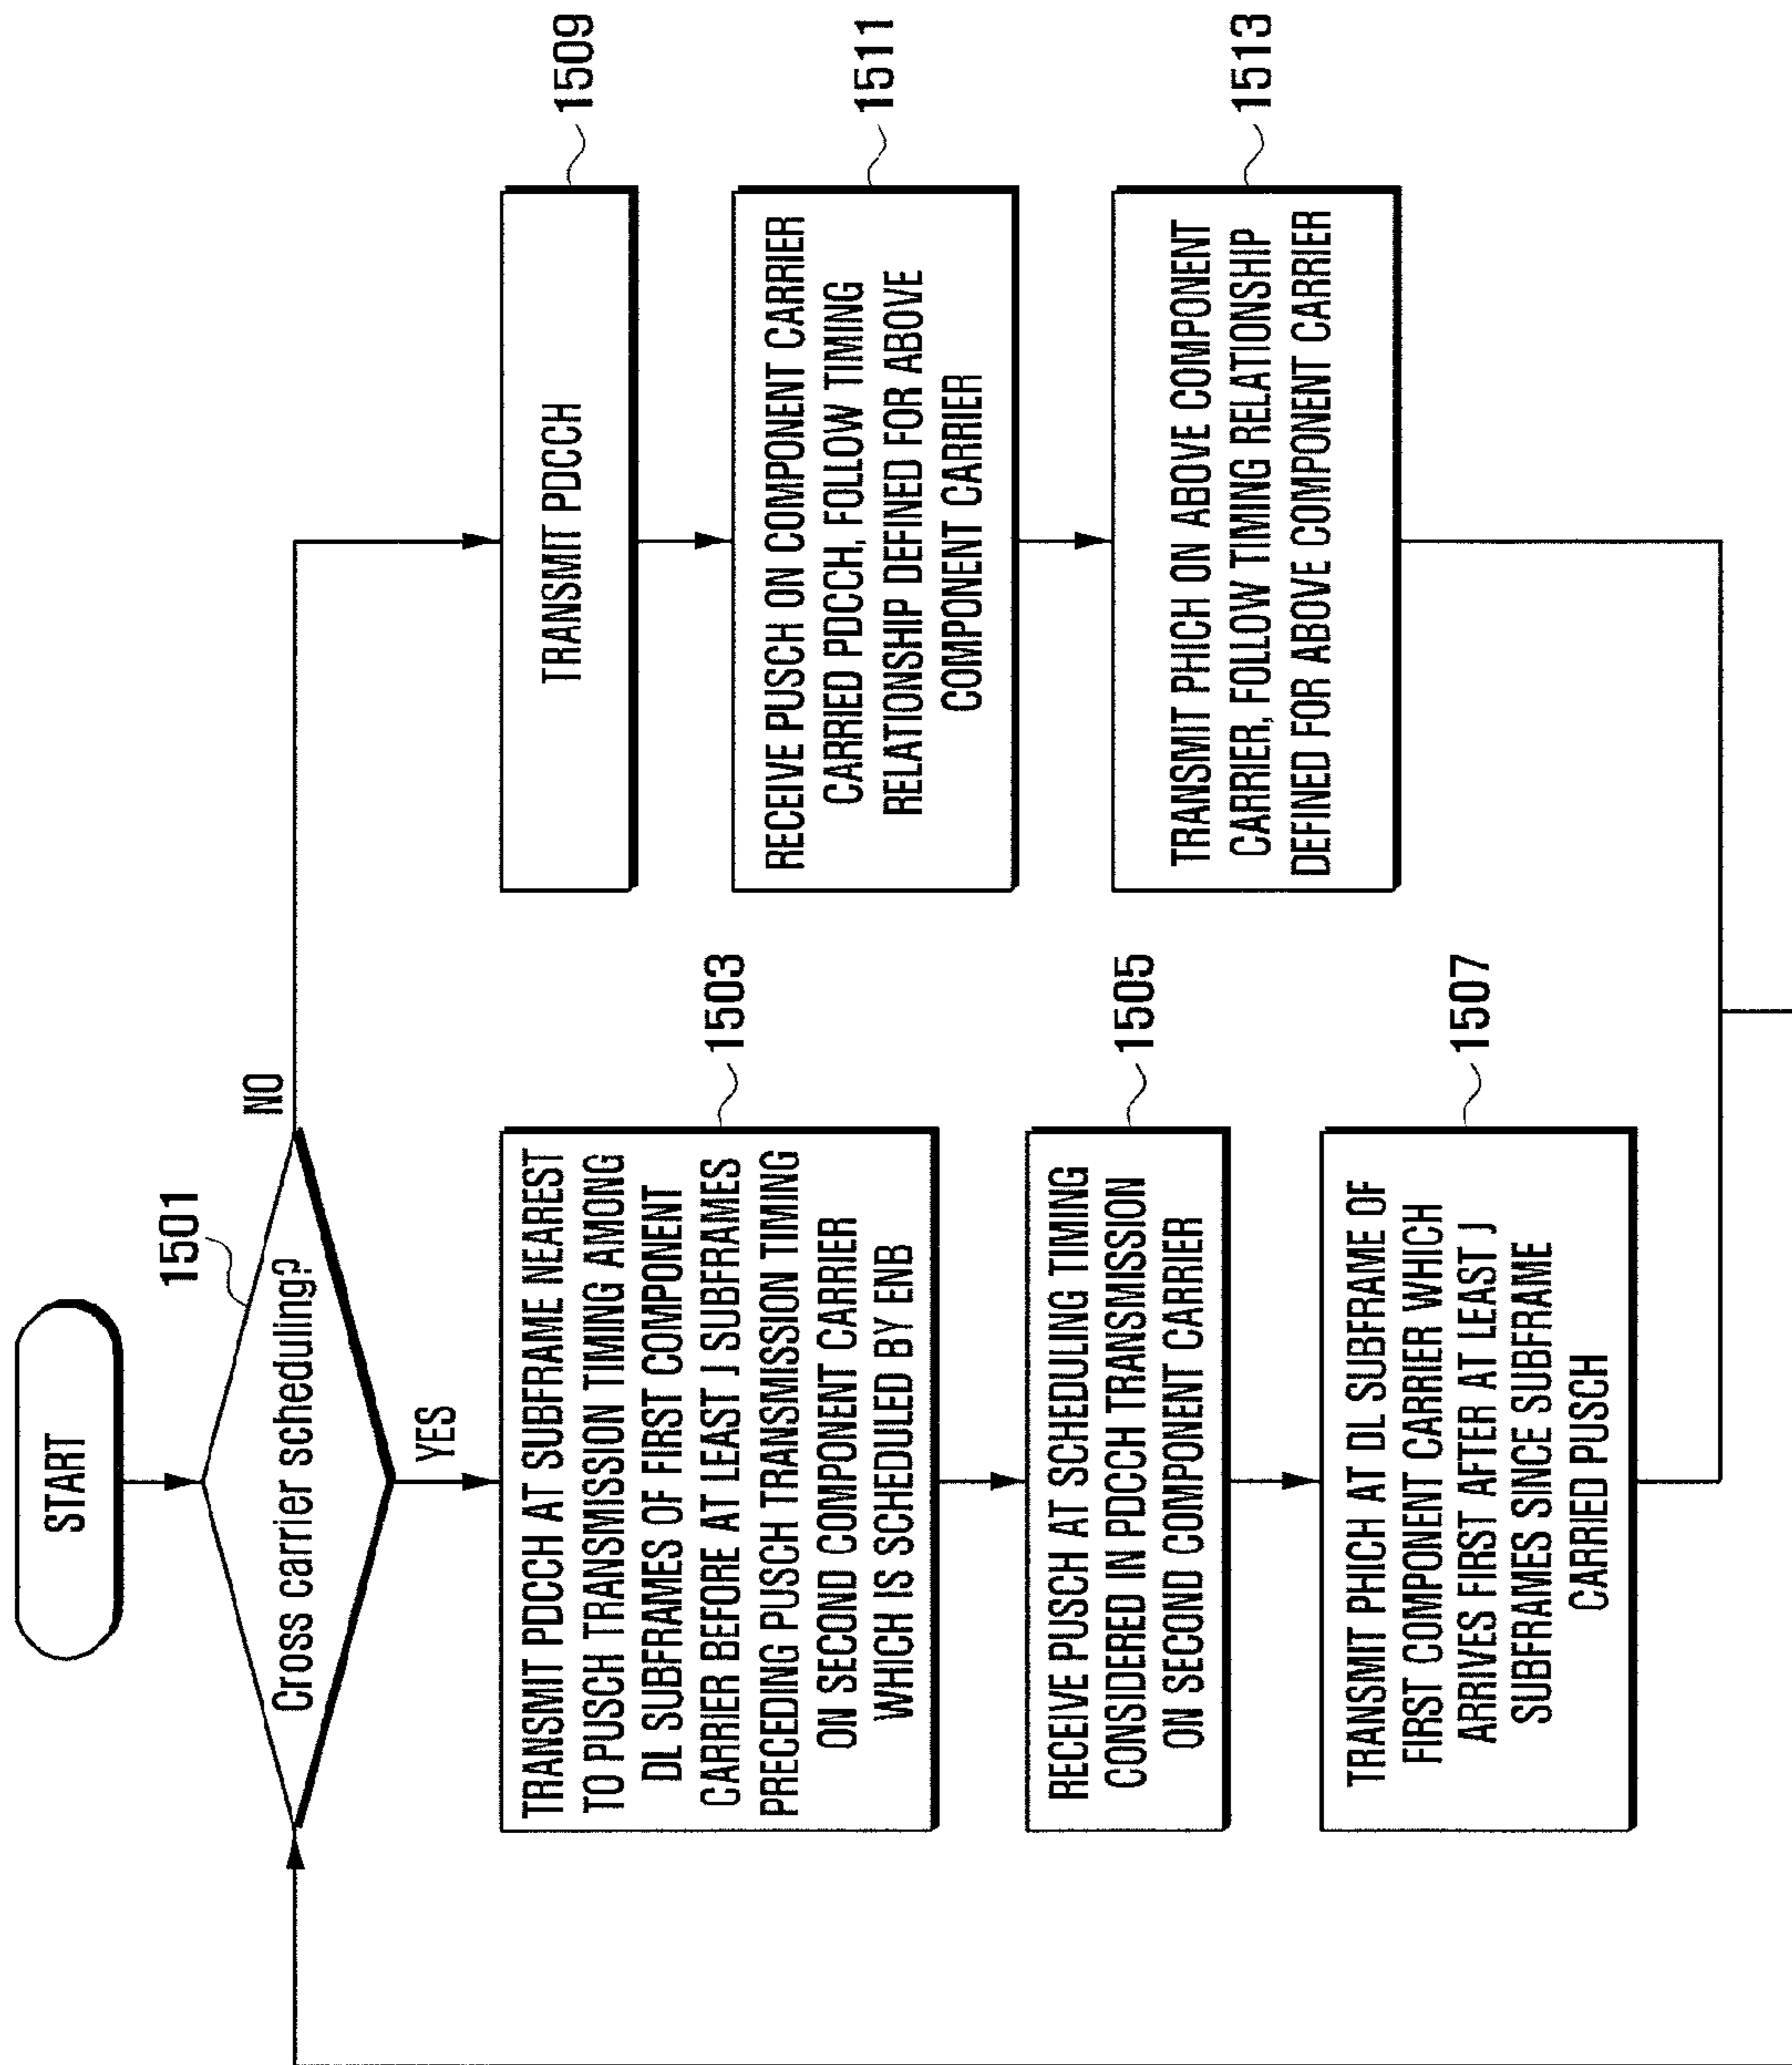 START
1501
Cross carrier scheduling?
NO
YES
TRANSMIT PDCCH AT SUBFRAME NEAREST
TO PUSCH TRANSMISSION TIMING AMONG
DL SUBFRAMES OF FIRST COMPONENT
CARRIER BEFORE AT LEAST J SUBFRAMES
PRECEDING PUSCH TRANSMISSION TIMING
ON SECOND COMPONENT CARRIER
WHICH IS SCHEDULED BY ENB
1503
RECEIVE PUSCH AT SCHEDULING TIMING
CONSIDERED IN PDCCH TRANSMISSION
ON SECOND COMPONENT CARRIER
1505
TRANSMIT PHICH AT DL SUBFRAME OF
FIRST COMPONENT CARRIER WHICH
ARRIVES FIRST AFTER AT LEAST J
SUBFRAMES SINCE SUBFRAME
CARRIED PUSCH
1507
TRANSMIT PDCCH
1509
RECEIVE PUSCH ON COMPONENT CARRIER
CARRIED PDCCH, FOLLOW TIMING
RELATIONSHIP DEFINED FOR ABOVE
COMPONENT CARRIER
1511
TRANSMIT PHICH ON ABOVE COMPONENT
CARRIER, FOLLOW TIMING RELATIONSHIP
DEFINED FOR ABOVE COMPONENT CARRIER
1513